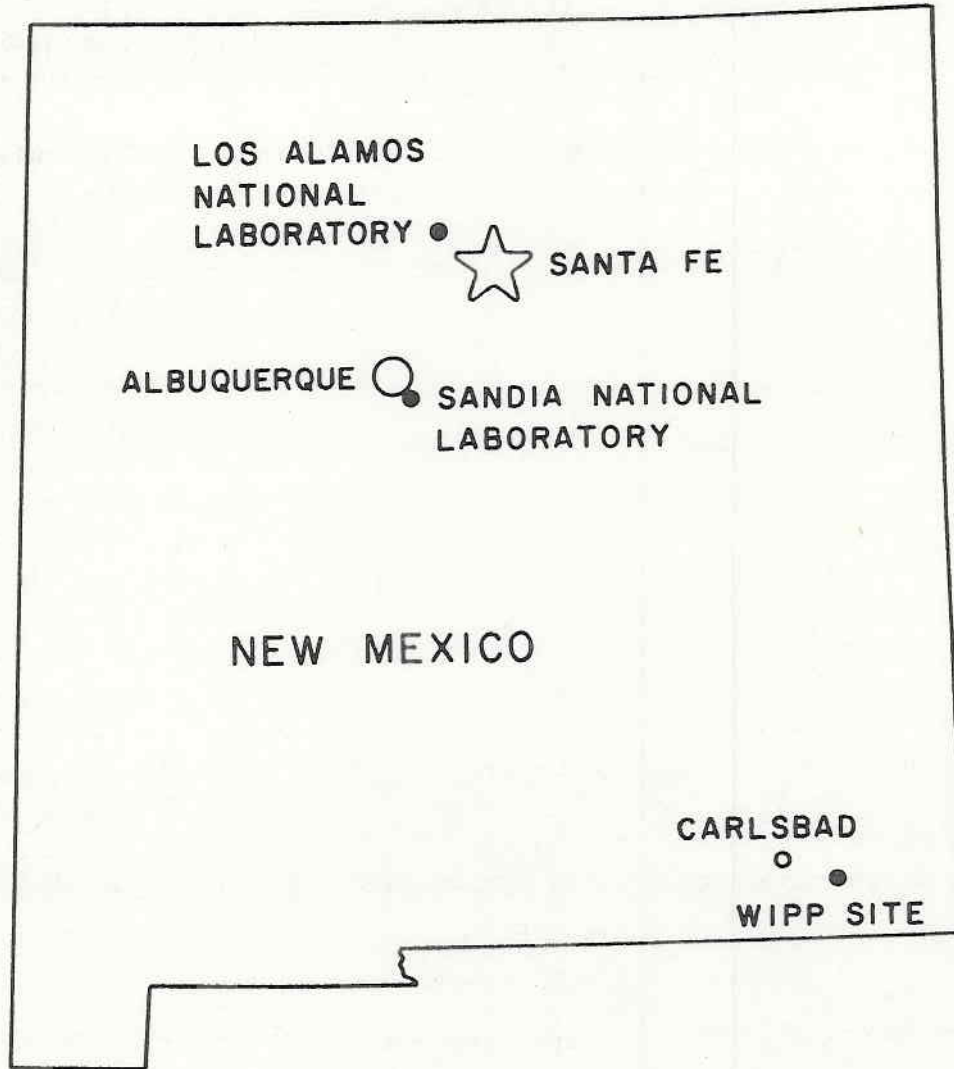 LOS ALAMOS
NATIONAL
LABORATORY
SANTA FE
ALBUQUERQUE
SANDIA NATIONAL
LABORATORY
NEW MEXICO
CARLSBAD
WIPP SITE